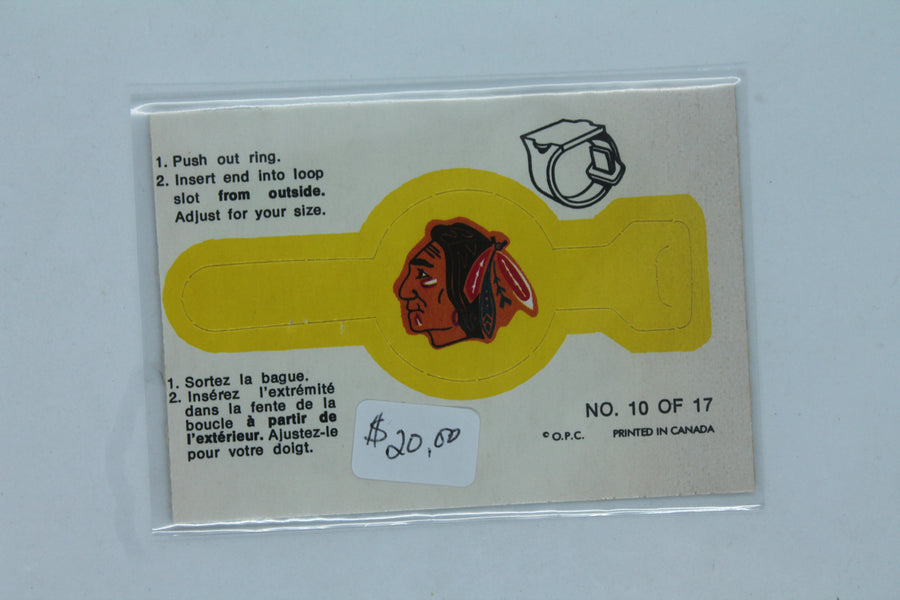 1. Push out ring.
2. Insert end into loop
slot from outside.
Adjust for your size.
1. Sortez la bague.
2. Insérez l'extrémité
dans la fente de la
boucle à partir de
l'extérieur. Ajustez-le
pour votre doigt.
$20.00
NO. 10 OF 17
© O.P.C. PRINTED IN CANADA